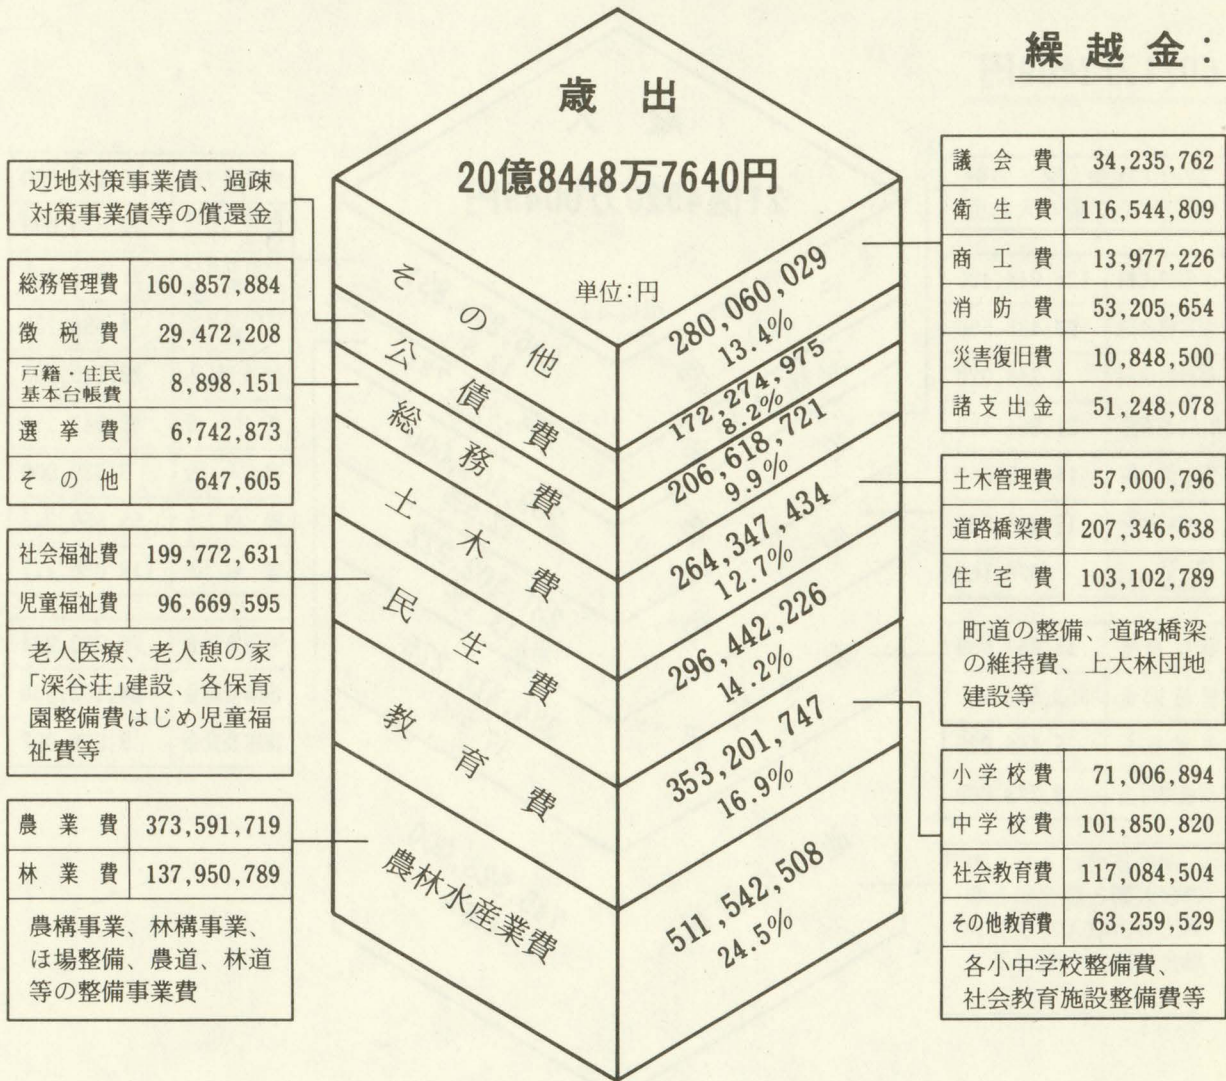 繰越金:
歳出
20億8448万7640円
単位:円
その他
280,060,029
13.4%
公債費
172,274,975
8.2%
総務費
206,618,721
9.9%
土木費
264,347,434
12.7%
民生費
296,442,226
14.2%
教育費
353,201,747
16.9%
農林水産業費
511,542,508
24.5%
辺地対策事業債、過疎
対策事業債等の償還金
総務管理費 160,857,884
徴税費 29,472,208
戸籍・住民
基本台帳費 8,898,151
選挙費 6,742,873
その他 647,605
社会福祉費 199,772,631
児童福祉費 96,669,595
老人医療、老人憩の家
「深谷荘」建設、各保育
園整備費はじめ児童福
祉費等
農業費 373,591,719
林業費 137,950,789
農構事業、林構事業、
ほ場整備、農道、林道
等の整備事業費
議会費 34,235,762
衛生費 116,544,809
商工費 13,977,226
消防費 53,205,654
災害復旧費 10,848,500
諸支出金 51,248,078
土木管理費 57,000,796
道路橋梁費 207,346,638
住宅費 103,102,789
町道の整備、道路橋梁
の維持費、上大林団地
建設等
小学校費 71,006,894
中学校費 101,850,820
社会教育費 117,084,504
その他教育費 63,259,529
各小中学校整備費、
社会教育施設整備費等